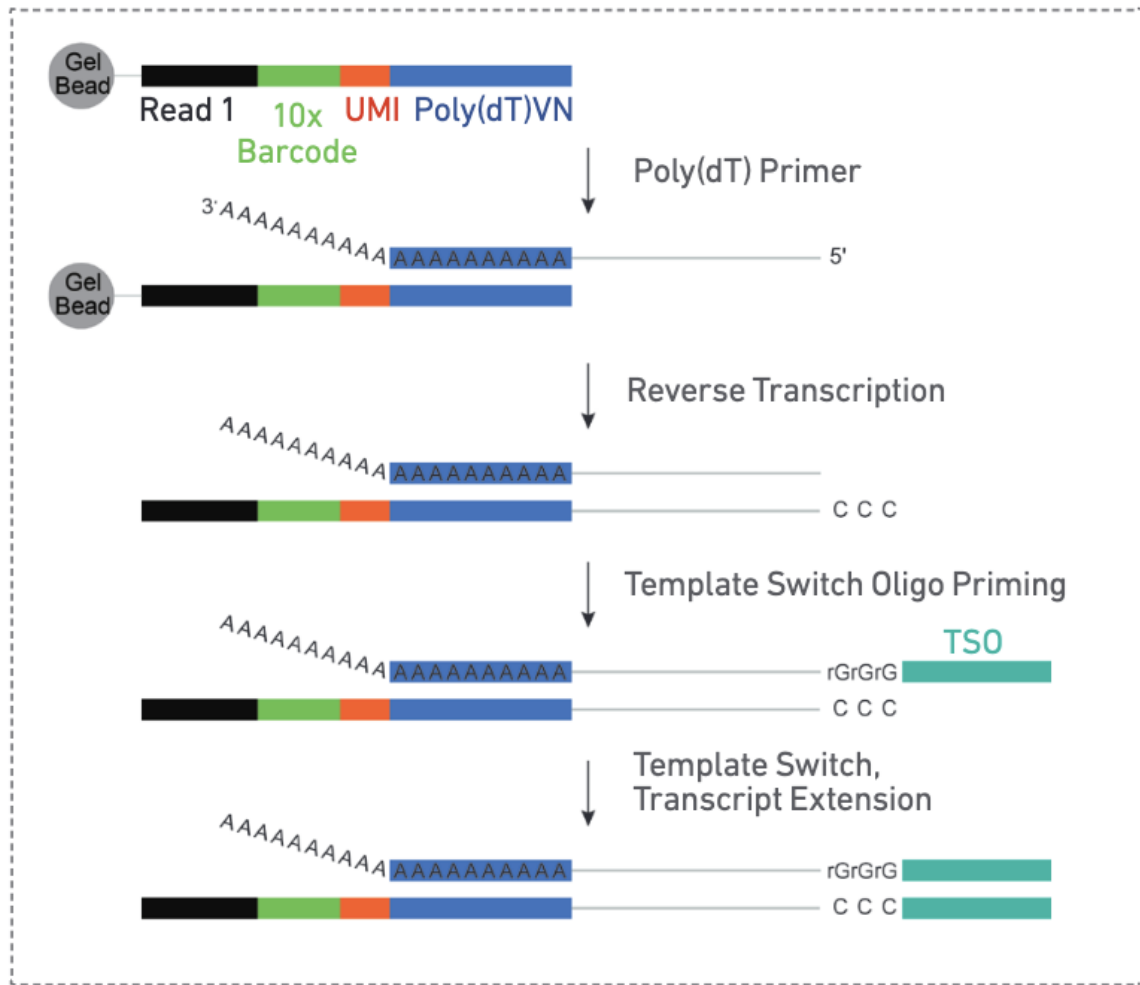 Gel
Bead
Read 1
10x
Barcode
UMI
Poly(dT)VN
Poly(dT) Primer
3'AAAAAAAAAA
AAAAAAAAAA
5'
Gel
Bead
Reverse Transcription
AAAAAAAAAA
AAAAAAAAAA
C C C
Template Switch Oligo Priming
TSO
AAAAAAAAAA
AAAAAAAAAA
rGrGrG
C C C
Template Switch,
Transcript Extension
AAAAAAAAAA
AAAAAAAAAA
rGrGrG
C C C